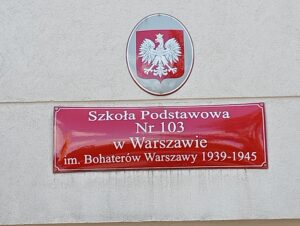 Szkoła Podstawowa
Nr 103
w Warszawie
im. Bohaterów Warszawy 1939-1945